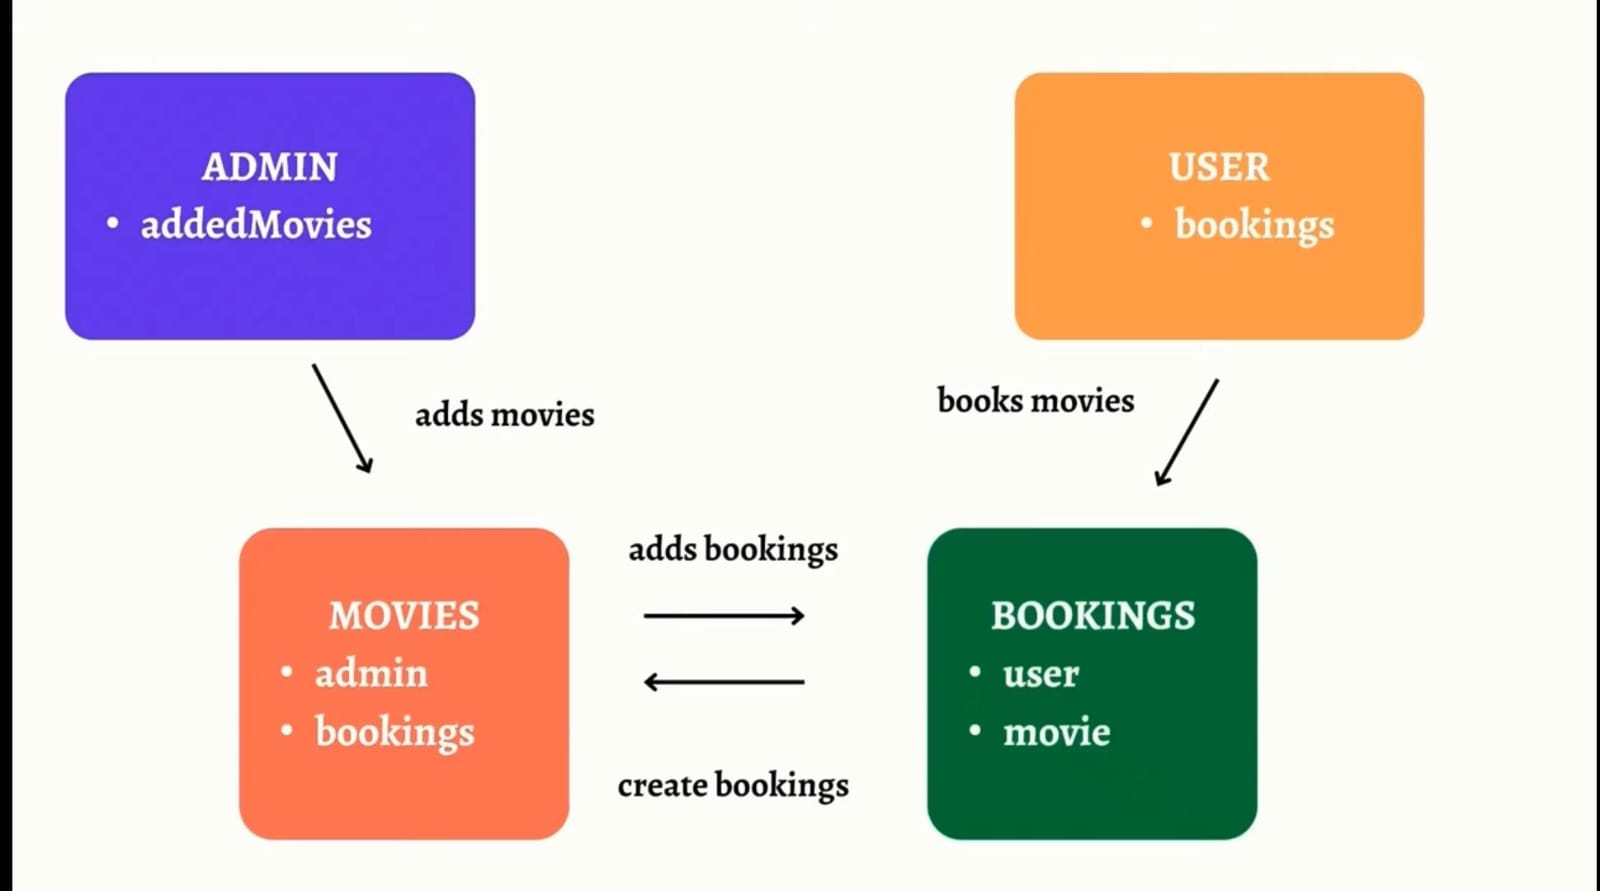 ADMIN
• addedMovies
USER
• bookings
adds movies
books movies
adds bookings
MOVIES
• admin
• bookings
BOOKINGS
• user
• movie
create bookings